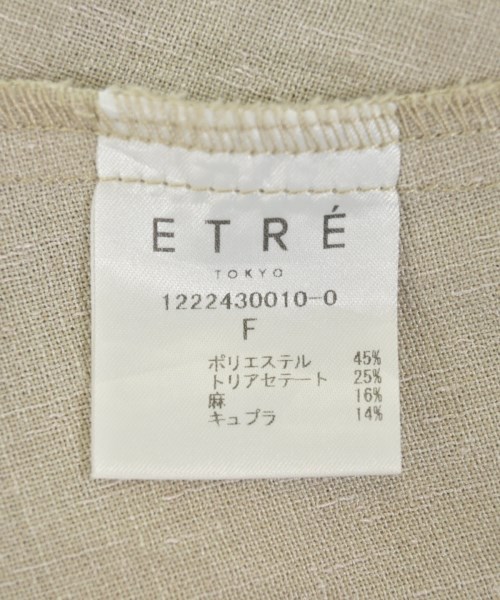 ETRÉ
TOKYO
1222430010-0
F
ポリエステル 45%
トリアセテート 25%
麻 16%
キュプラ 14%